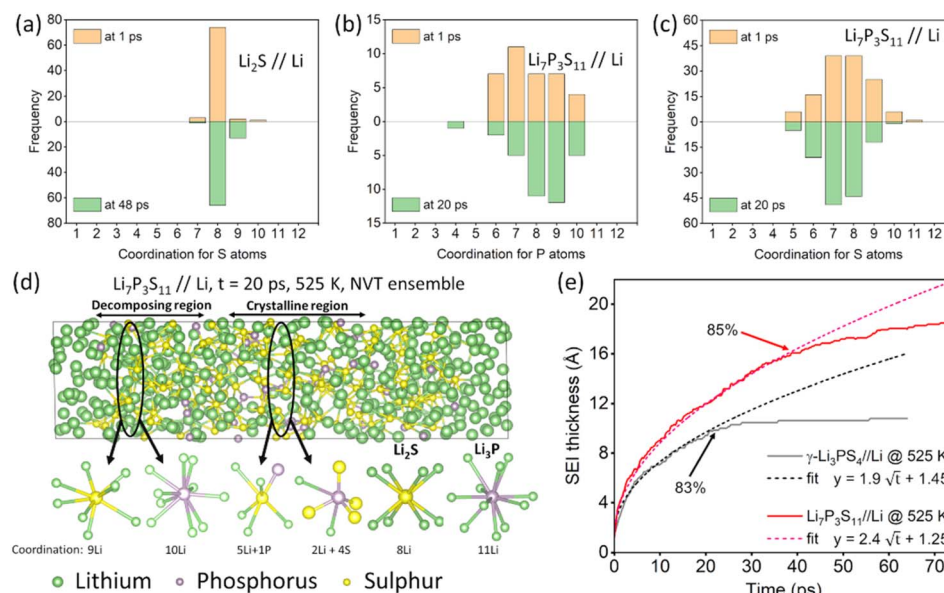 (a)
80
60
40
20
0
20
40
60
80
Frequency
at 1 ps
Li₂S // Li
at 48 ps
1 2 3 4 5 6 7 8 9 10 11 12
Coordination for S atoms
(b)
15
10
5
0
5
10
15
Frequency
at 1 ps
Li₇P₃S₁₁ // Li
at 20 ps
1 2 3 4 5 6 7 8 9 10 11 12
Coordination for P atoms
(c)
60
45
30
15
0
15
30
45
60
Frequency
at 1 ps
Li₇P₃S₁₁ // Li
at 20 ps
1 2 3 4 5 6 7 8 9 10 11 12
Coordination for S atoms
(d)
Li₇P₃S₁₁ // Li, t = 20 ps, 525 K, NVT ensemble
Decomposing region
Crystalline region
Li₂S
Li₃P
Coordination: 9Li 10Li 5Li+1P 2Li + 4S 8Li 11Li
Lithium Phosphorus Sulphur
(e)
20
16
12
8
4
0
SEI thickness (Å)
85%
83%
γ-Li₃PS₄//Li @ 525 K
fit y = 1.9 √t + 1.45
Li₇P₃S₁₁//Li @ 525 K
fit y = 2.4 √t + 1.25
0 10 20 30 40 50 60 70
Time (ps)